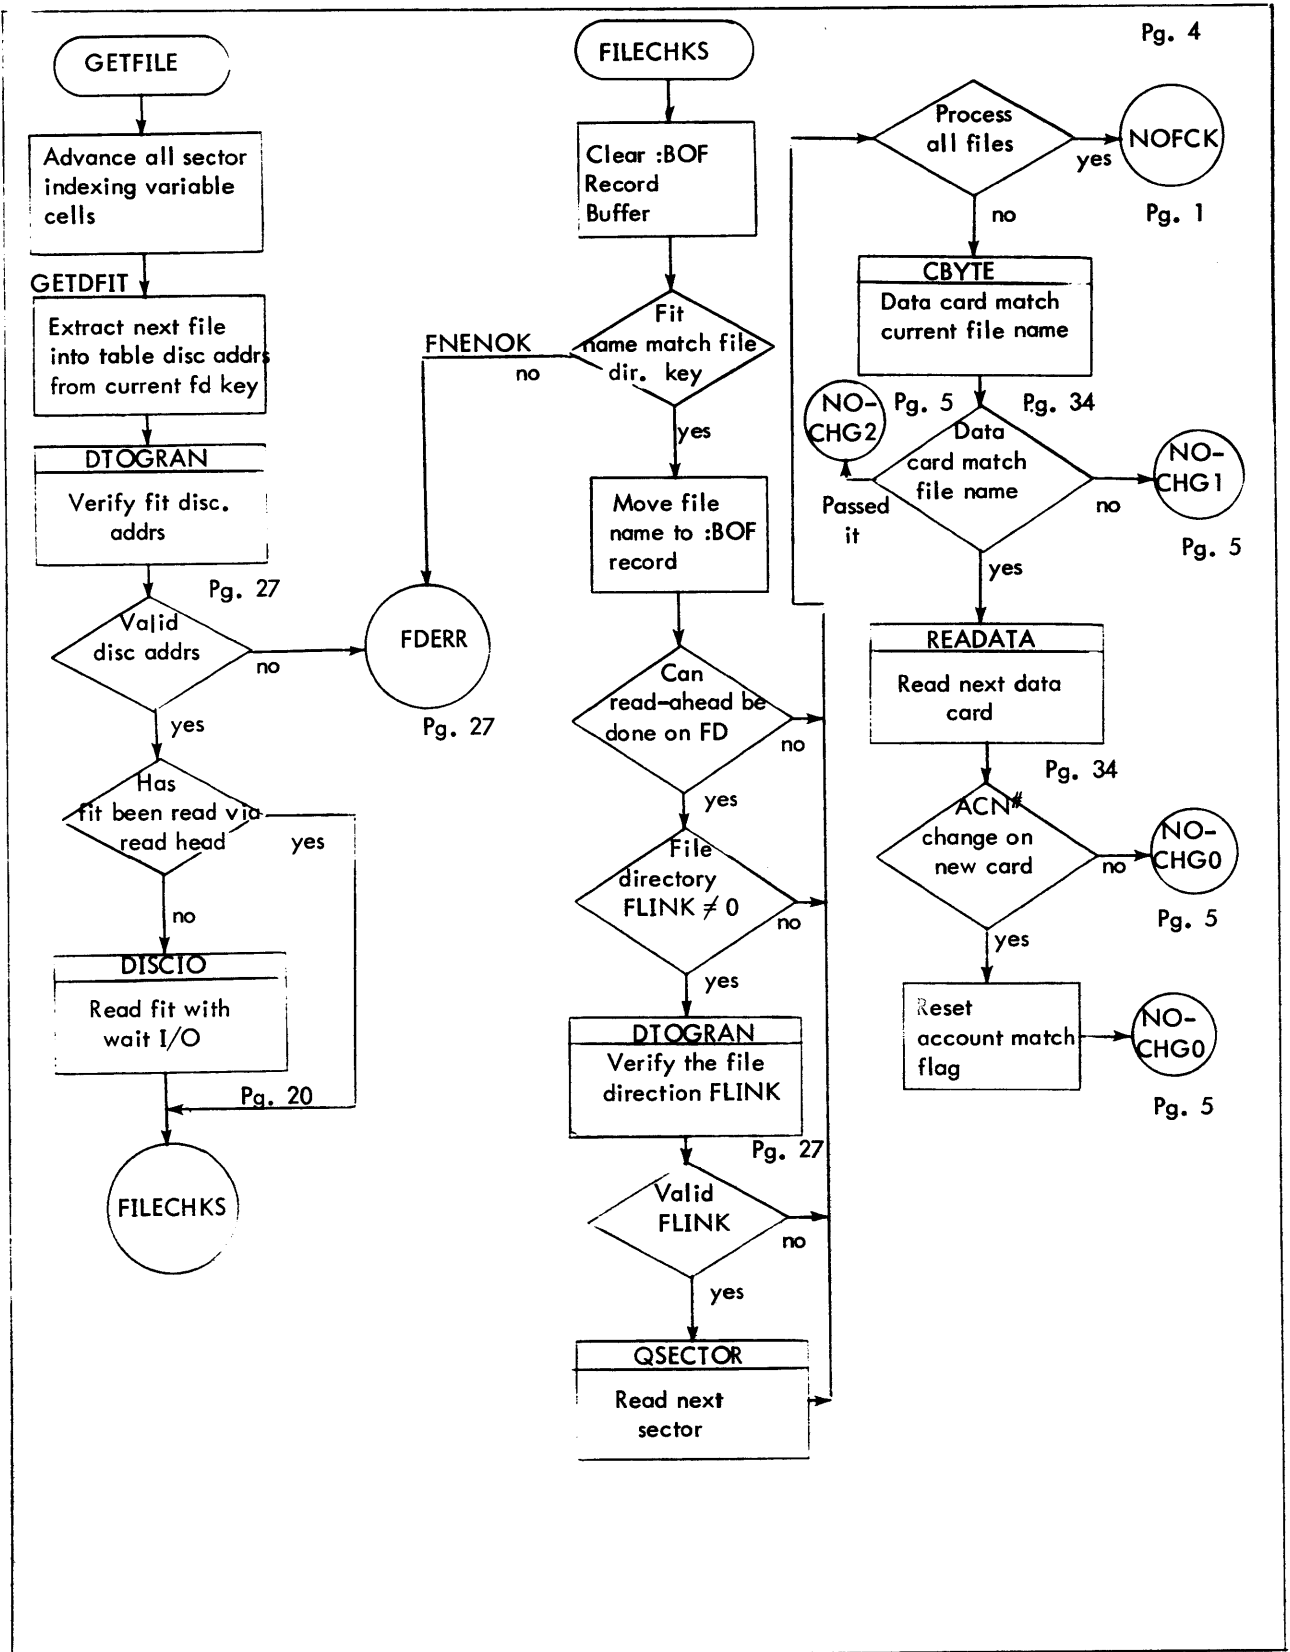 Pg. 4
GETFILE
Advance all sector
indexing variable
cells
GETDFIT
Extract next file
into table disc addrs
from current fd key
DTOGRAN
Verify fit disc.
addrs
Pg. 27
Valid
disc addrs
no
yes
Has
fit been read via
read head
yes
no
DISCIO
Read fit with
wait I/O
Pg. 20
FILECHKS
FILECHKS
Clear :BOF
Record
Buffer
Fit
name match file
dir. key
FNENOK
no
yes
FDERR
Pg. 27
Move file
name to :BOF
record
Can
read-ahead be
done on FD
no
yes
File
directory
FLINK ≠ 0
no
yes
DTOGRAN
Verify the file
direction FLINK
Pg. 27
Valid
FLINK
no
yes
QSECTOR
Read next
sector
Process
all files
yes
NOFCK
Pg. 1
no
CBYTE
Data card match
current file name
Pg. 34
NO-
CHG2
Pg. 5
Data
card match
file name
Passed
it
no
NO-
CHG1
Pg. 5
yes
READATA
Read next data
card
Pg. 34
ACN#
change on
new card
no
NO-
CHG0
Pg. 5
yes
Reset
account match
flag
NO-
CHG0
Pg. 5